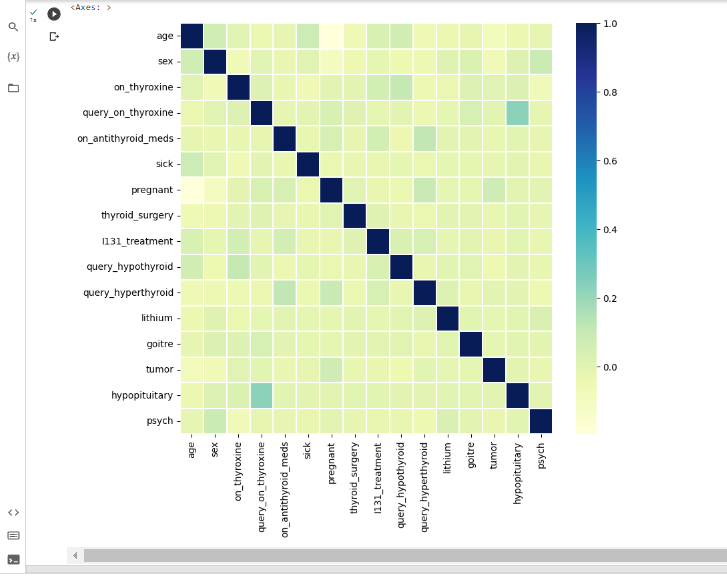 <Axes: >
1s
{x}
age
sex
on_thyroxine
query_on_thyroxine
on_antithyroid_meds
sick
pregnant
thyroid_surgery
I131_treatment
query_hypothyroid
query_hyperthyroid
lithium
goitre
tumor
hypopituitary
psych
age
sex
on_thyroxine
query_on_thyroxine
on_antithyroid_meds
sick
pregnant
thyroid_surgery
I131_treatment
query_hypothyroid
query_hyperthyroid
lithium
goitre
tumor
hypopituitary
psych
1.0
0.8
0.6
0.4
0.2
0.0